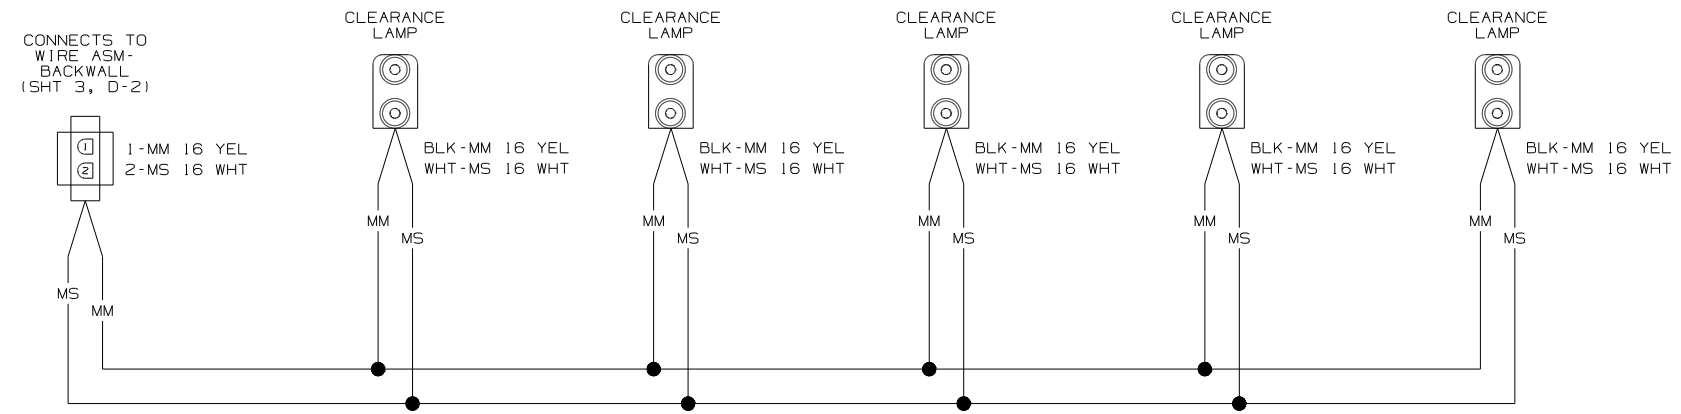 CONNECTS TO
WIRE ASM-
BACKWALL
(SHT 3, D-2)
1
2
1-MM 16 YEL
2-MS 16 WHT
MS
MM
CLEARANCE
LAMP
BLK-MM 16 YEL
WHT-MS 16 WHT
MM
MS
CLEARANCE
LAMP
BLK-MM 16 YEL
WHT-MS 16 WHT
MM
MS
CLEARANCE
LAMP
BLK-MM 16 YEL
WHT-MS 16 WHT
MM
MS
CLEARANCE
LAMP
BLK-MM 16 YEL
WHT-MS 16 WHT
MM
MS
CLEARANCE
LAMP
BLK-MM 16 YEL
WHT-MS 16 WHT
MM
MS